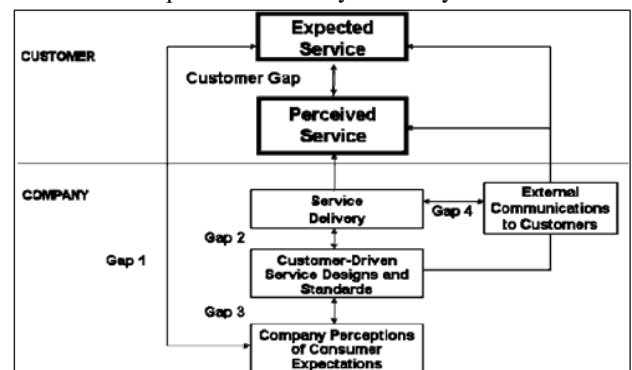 Expected
Service
CUSTOMER
Customer Gap
Perceived
Service
COMPANY
Service
Delivery
Gap 4
External
Communications
to Customers
Gap 2
Gap 1
Customer-Driven
Service Designs and
Standards
Gap 3
Company Perceptions
of Consumer
Expectations